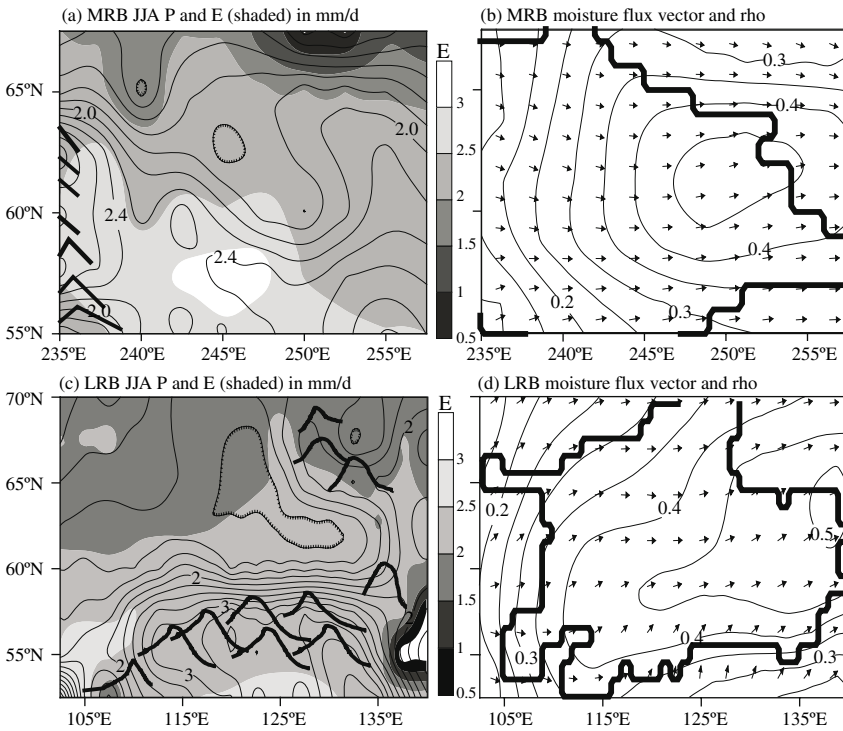 (a) MRB JJA P and E (shaded) in mm/d
(b) MRB moisture flux vector and rho
E
3
2.5
2
1.5
1
0.5
65ºN
60ºN
55ºN
2.0
2.0
2.4
2.4
2.0
235ºE 240ºE 245ºE 250ºE 255ºE
0.3
0.4
0.4
0.2
0.3
235ºE 240ºE 245ºE 250ºE 255ºE
(c) LRB JJA P and E (shaded) in mm/d
(d) LRB moisture flux vector and rho
E
3
2.5
2
1.5
1
0.5
70ºN
65ºN
60ºN
55ºN
2
2
3
2
2
3
105ºE 115ºE 125ºE 135ºE
0.2
0.4
0.5
0.4
0.3
0.3
105ºE 115ºE 125ºE 135ºE